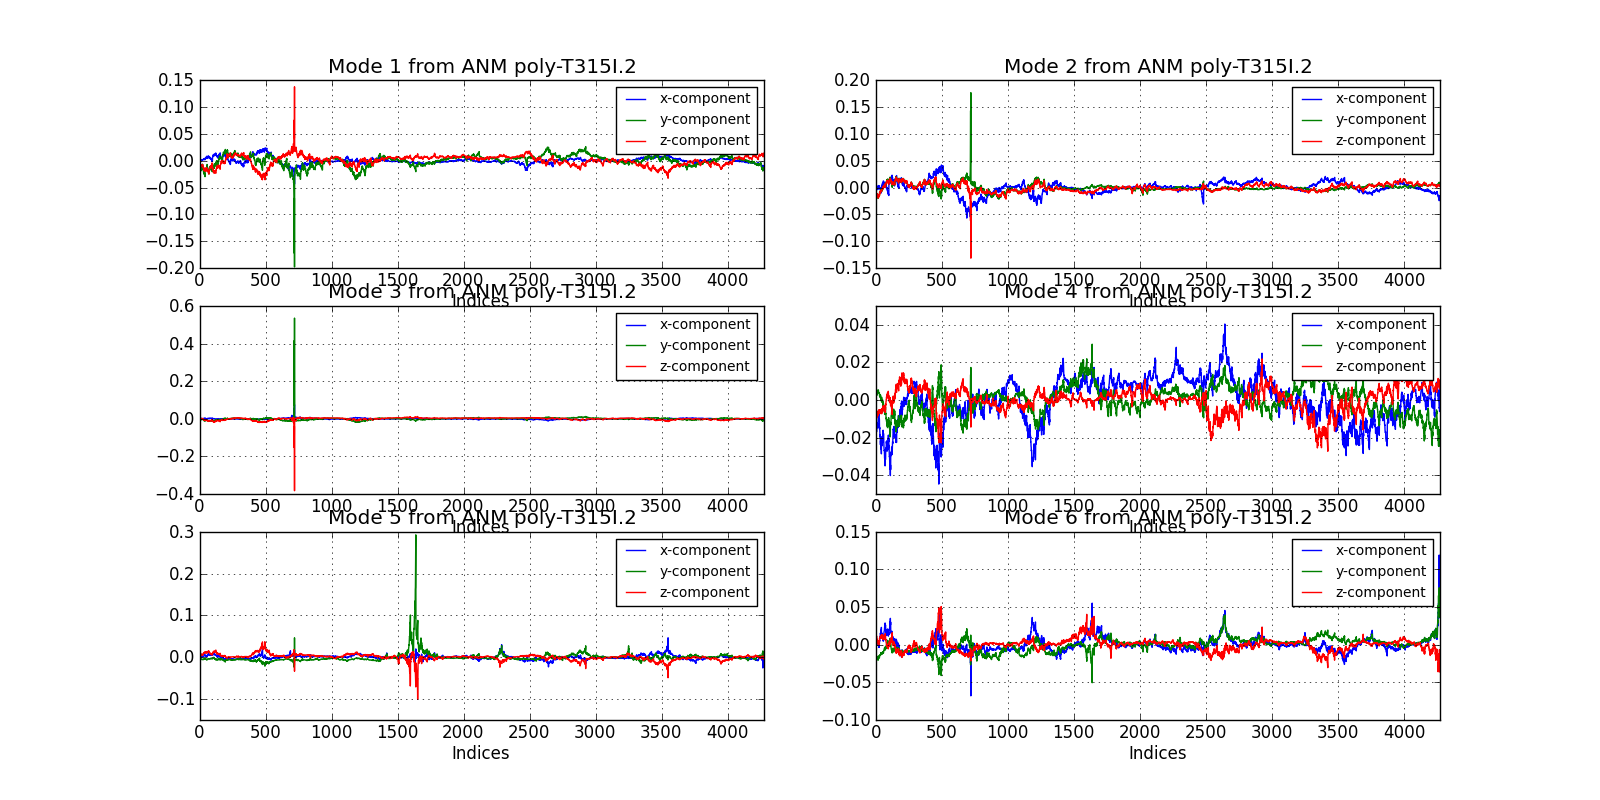 Mode 1 from ANM poly-T315I.2
0.15
0.10
0.05
0.00
−0.05
−0.10
−0.15
−0.20
x-component
y-component
z-component
0 500 1000 1500 2000 2500 3000 3500 4000
Indices
Mode 2 from ANM poly-T315I.2
0.20
0.15
0.10
0.05
0.00
−0.05
−0.10
−0.15
x-component
y-component
z-component
0 500 1000 1500 2000 2500 3000 3500 4000
Indices
Mode 3 from ANM poly-T315I.2
0.6
0.4
0.2
0.0
−0.2
−0.4
x-component
y-component
z-component
0 500 1000 1500 2000 2500 3000 3500 4000
Indices
Mode 4 from ANM poly-T315I.2
0.04
0.02
0.00
−0.02
−0.04
x-component
y-component
z-component
0 500 1000 1500 2000 2500 3000 3500 4000
Indices
Mode 5 from ANM poly-T315I.2
0.3
0.2
0.1
0.0
−0.1
x-component
y-component
z-component
0 500 1000 1500 2000 2500 3000 3500 4000
Indices
Mode 6 from ANM poly-T315I.2
0.15
0.10
0.05
0.00
−0.05
−0.10
x-component
y-component
z-component
0 500 1000 1500 2000 2500 3000 3500 4000
Indices